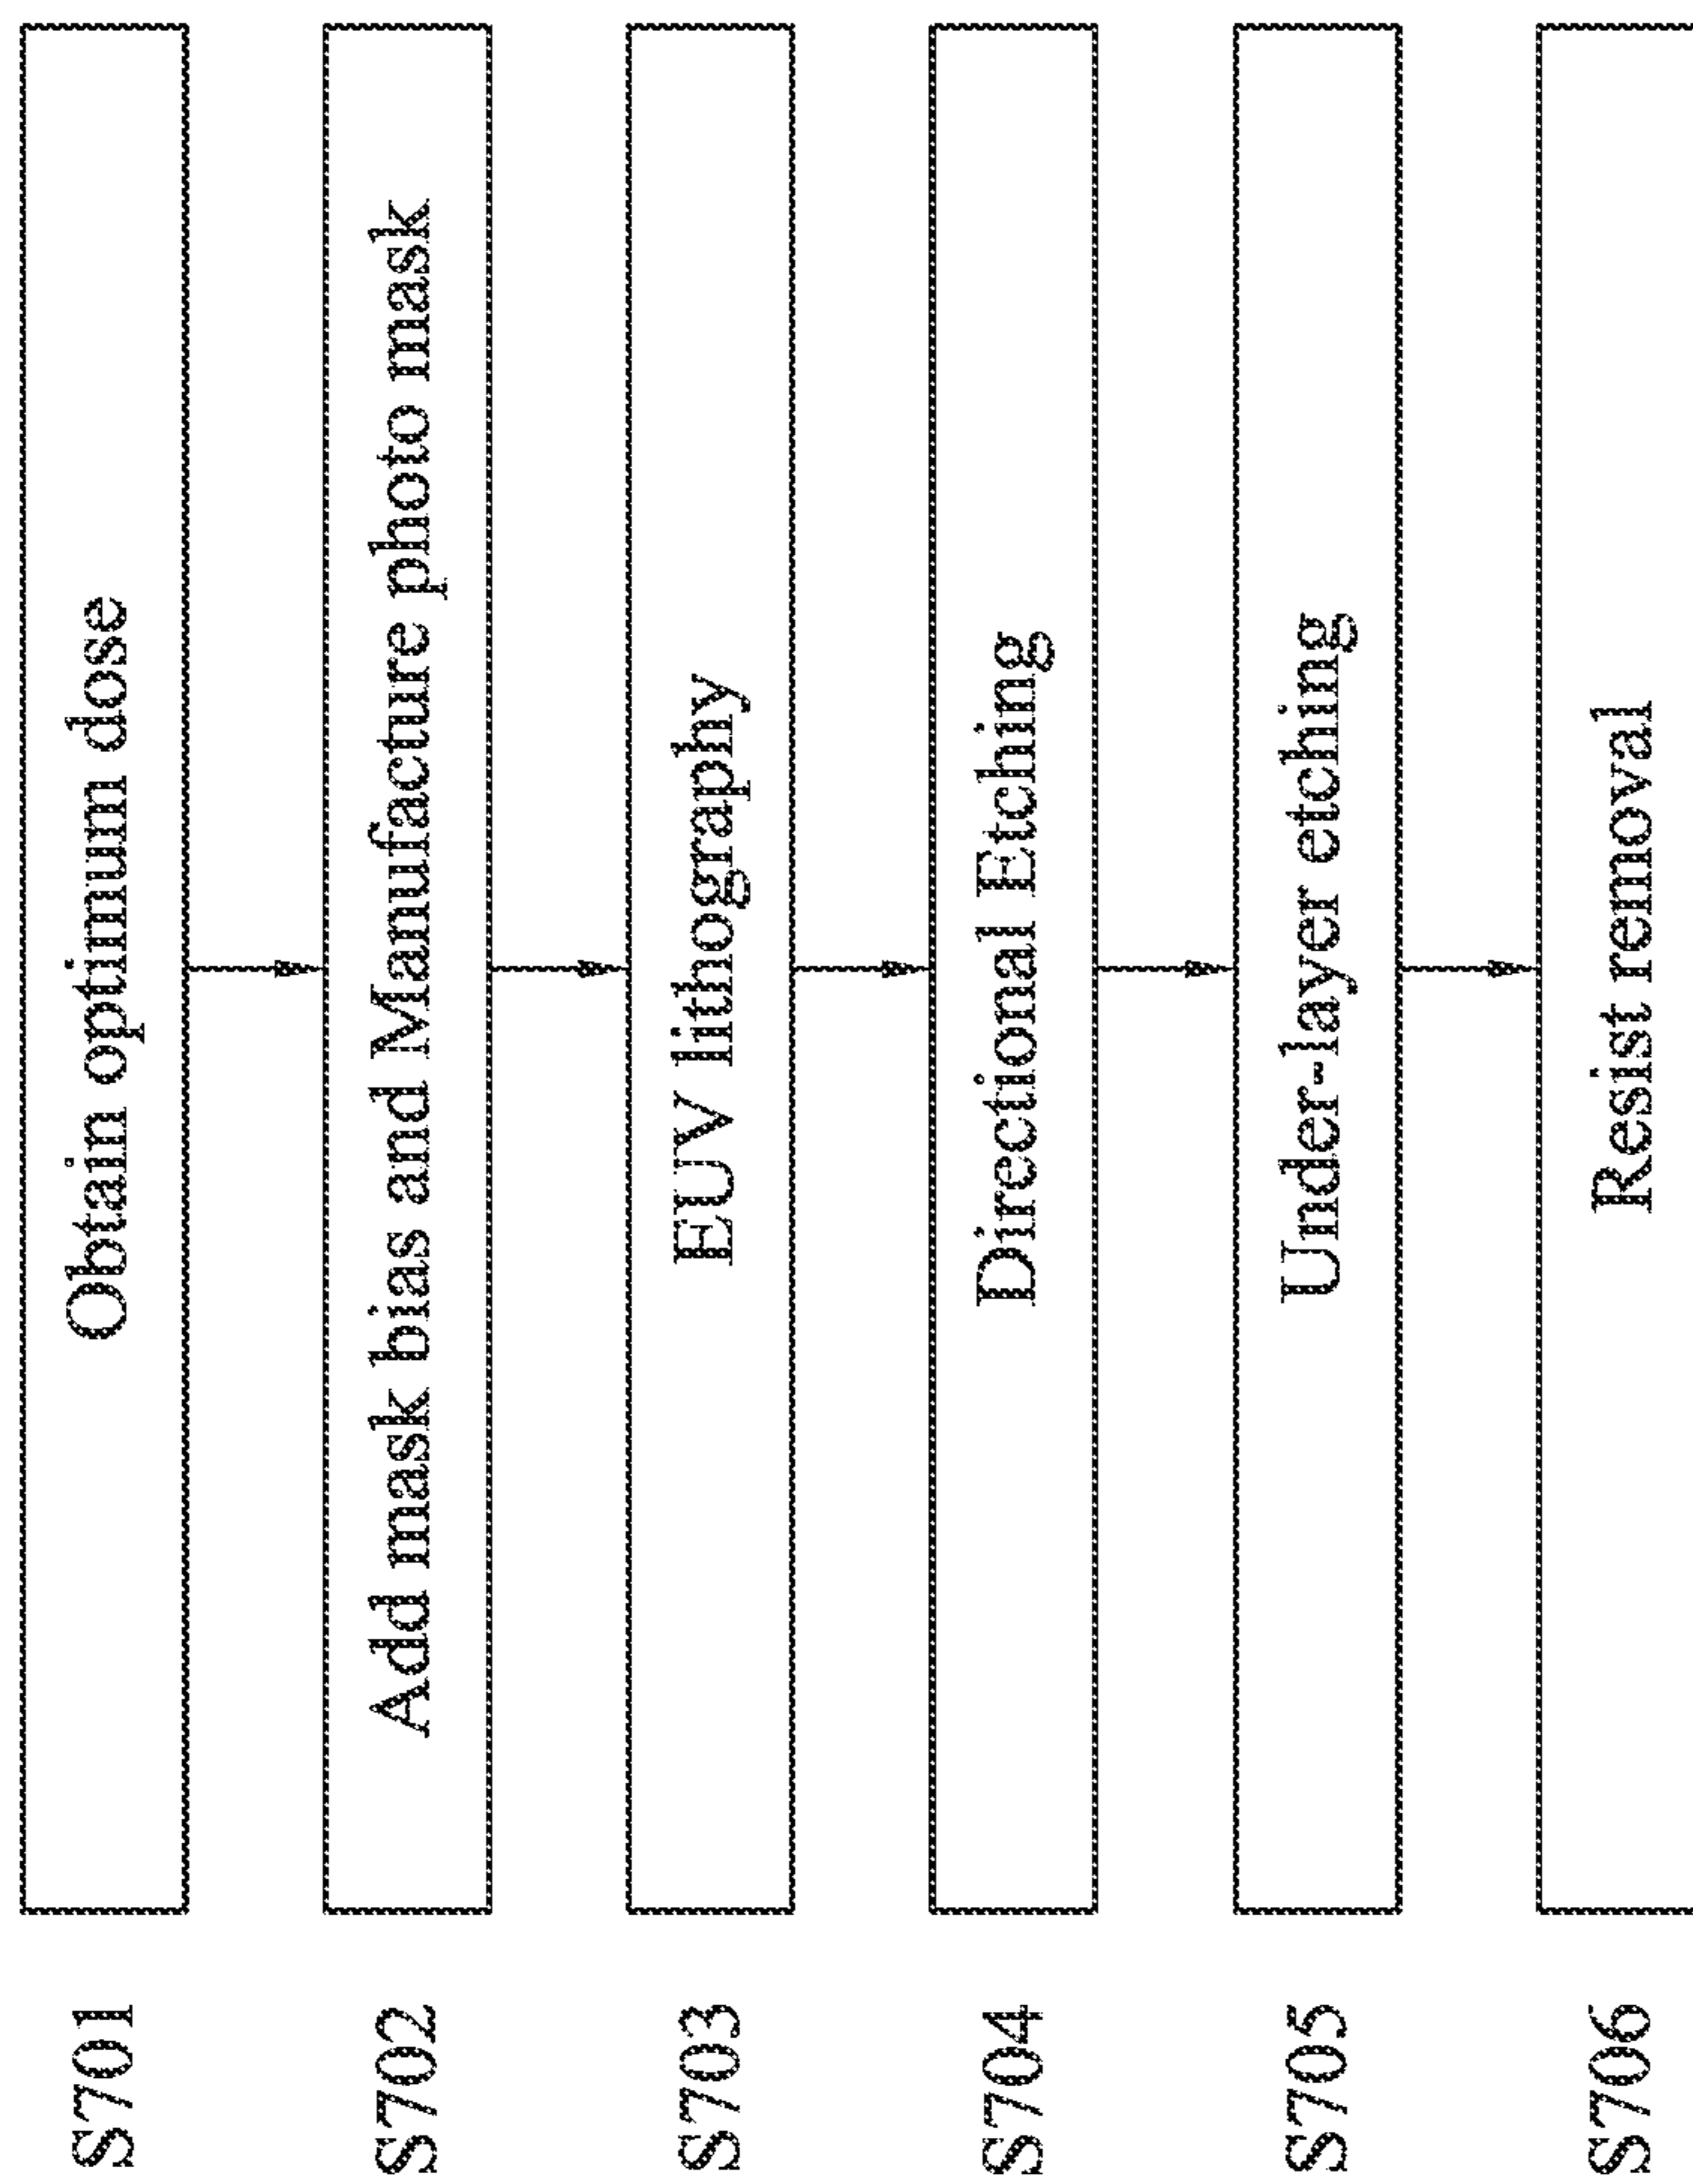 S701
Obtain optimum dose
S702
Add mask bias and Manufacture photo mask
S703
EUV lithography
S704
Directional Etching
S705
Under-layer etching
S706
Resist removal